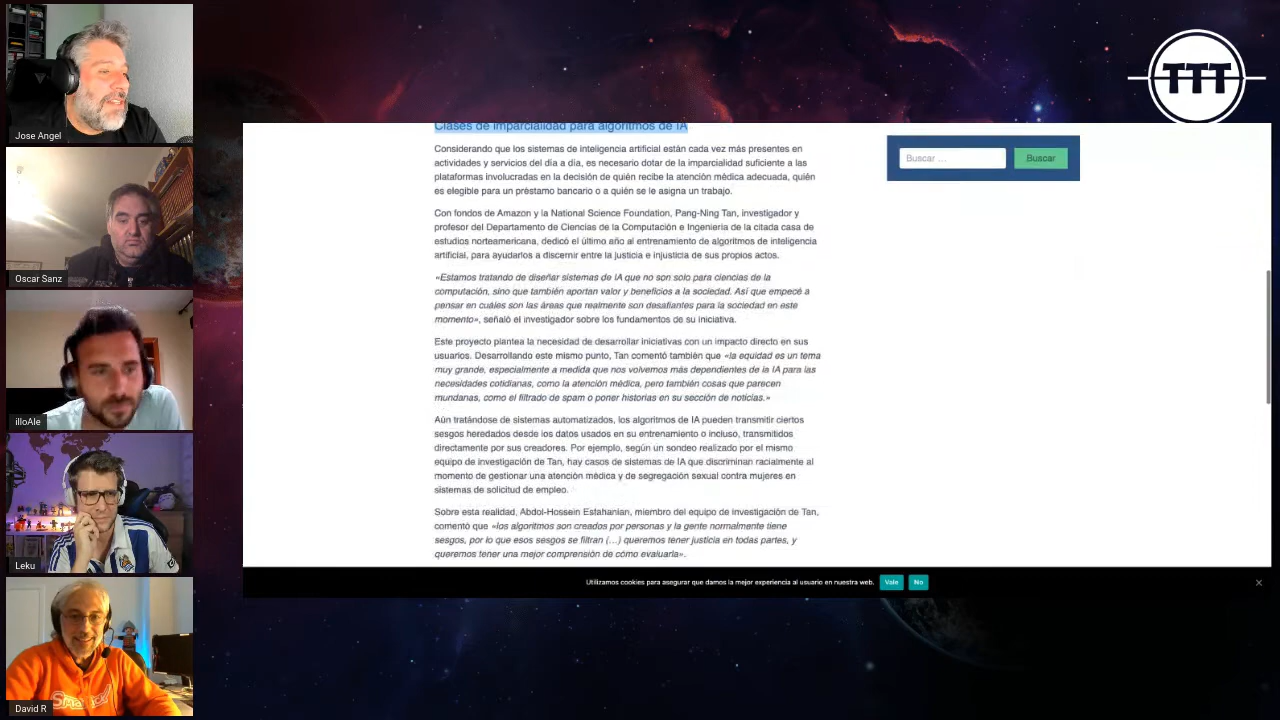 TTT
Jose Angel
Oscar Sanz
illoAle
Leku
David R
Clases de imparcialidad para algoritmos de IA
Considerando que los sistemas de inteligencia artificial están cada vez más presentes en
actividades y servicios del día a día, es necesario dotar de la imparcialidad suficiente a las
plataformas involucradas en la decisión de quién recibe la atención médica adecuada, quién
es elegible para un préstamo bancario o a quién se le asigna un trabajo.
Con fondos de Amazon y la National Science Foundation, Pang-Ning Tan, investigador y
profesor del Departamento de Ciencias de la Computación e Ingeniería de la citada casa de
estudios norteamericana, dedicó el último año al entrenamiento de algoritmos de inteligencia
artificial, para ayudarlos a discernir entre la justicia e injusticia de sus propios actos.
«Estamos tratando de diseñar sistemas de IA que no son solo para ciencias de la
computación, sino que también aportan valor y beneficios a la sociedad. Así que empecé a
pensar en cuáles son las áreas que realmente son desafiantes para la sociedad en este
momento», señaló el investigador sobre los fundamentos de su iniciativa.
Este proyecto plantea la necesidad de desarrollar iniciativas con un impacto directo en sus
usuarios. Desarrollando este mismo punto, Tan comentó también que «la equidad es un tema
muy grande, especialmente a medida que nos volvemos más dependientes de la IA para las
necesidades cotidianas, como la atención médica, pero también cosas que parecen
mundanas, como el filtrado de spam o poner historias en su sección de noticias.»
Aún tratándose de sistemas automatizados, los algoritmos de IA pueden transmitir ciertos
sesgos heredados desde los datos usados en su entrenamiento o incluso, transmitidos
directamente por sus creadores. Por ejemplo, según un sondeo realizado por el mismo
equipo de investigación de Tan, hay casos de sistemas de IA que discriminan racialmente al
momento de gestionar una atención médica y de segregación sexual contra mujeres en
sistemas de solicitud de empleo.
Sobre esta realidad, Abdol-Hossein Esfahanian, miembro del equipo de investigación de Tan,
comentó que «los algoritmos son creados por personas y la gente normalmente tiene
sesgos, por lo que esos sesgos se filtran (…) queremos tener justicia en todas partes, y
queremos tener una mejor comprensión de cómo evaluarla».
Buscar …
Buscar
Utilizamos cookies para asegurar que damos la mejor experiencia al usuario en nuestra web.
Vale
No